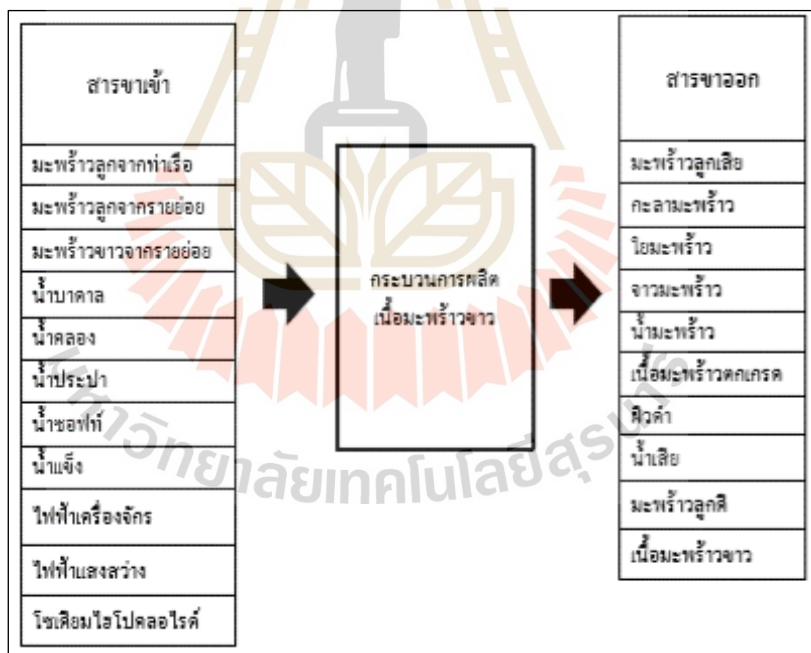 สารขาเข้า
มะพร้าวลูกจากท่าเรือ
มะพร้าวลูกจากรายย่อย
มะพร้าวขาวจากรายย่อย
น้ำบาดาล
น้ำคลอง
น้ำประปา
น้ำซอฟท์
น้ำแข็ง
ไฟฟ้าเครื่องจักร
ไฟฟ้าแสงสว่าง
โซเดียมไฮโปคลอไรด์
กระบวนการผลิต
เนื้อมะพร้าวขาว
สารขาออก
มะพร้าวลูกเสีย
กะลามะพร้าว
ใยมะพร้าว
จาวมะพร้าว
น้ำมะพร้าว
เนื้อมะพร้าวตกเกรด
ผิวดำ
น้ำเสีย
มะพร้าวลูกดี
เนื้อมะพร้าวขาว
มหาวิทยาลัยเทคโนโลยีสุรนารี